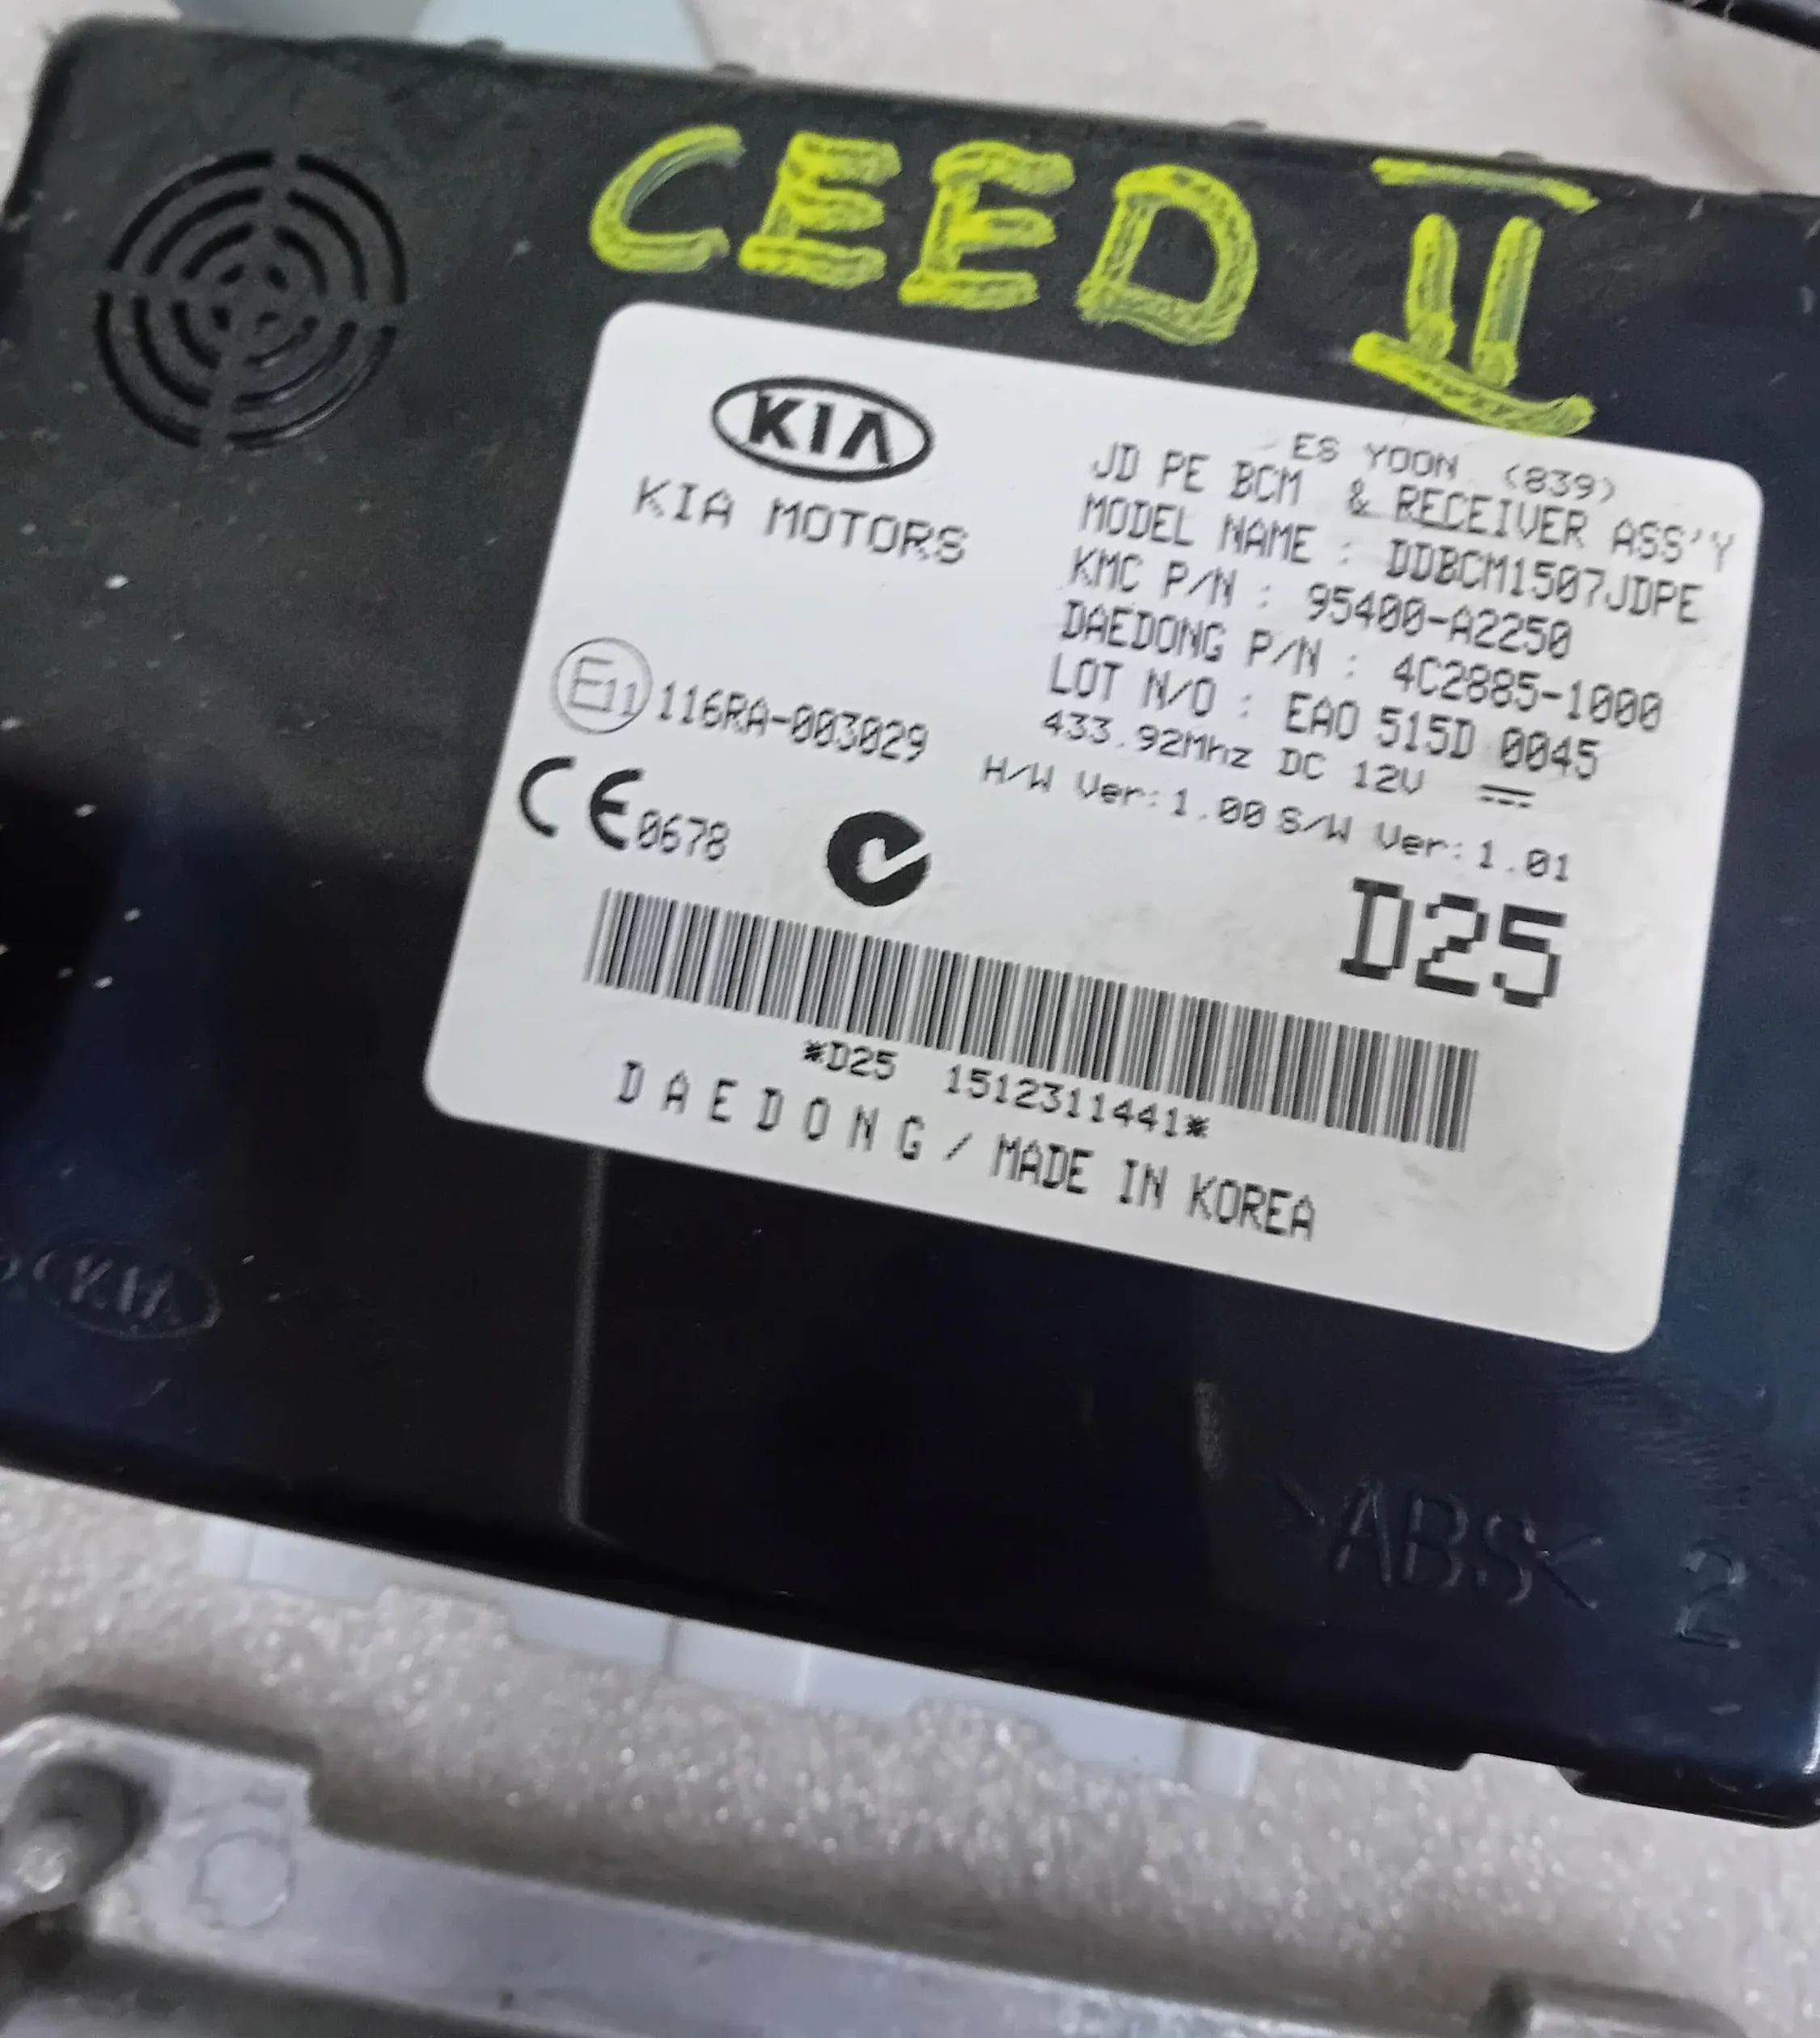 CEED II
KIA
KIA MOTORS
ES YOON (839)
JD PE BCM & RECEIVER ASS'Y
MODEL NAME : DDBCM1507JDPE
KMC P/N : 95400-A2250
DAEDONG P/N : 4C2885-1000
LOT N/O : EAO 515D 0045
433.92Mhz DC 12V
H/W Ver:1.00 S/W Ver:1.01
E11 116RA-003029
CE0678
D25
*D25 1512311441*
DAEDONG/MADE IN KOREA
KIA
>ABS< 2